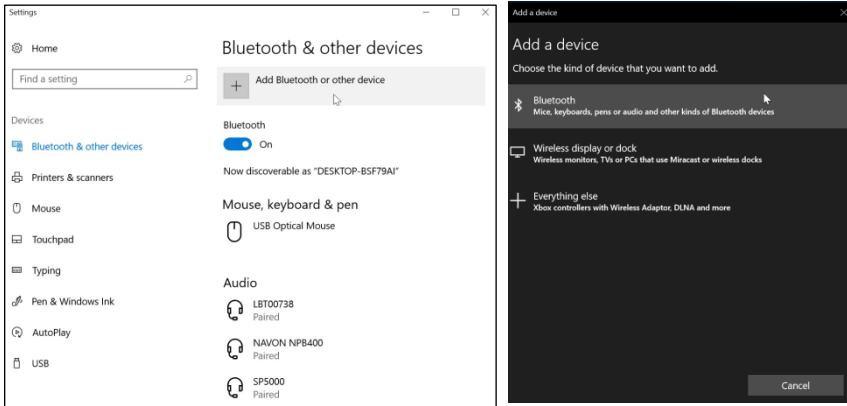 Settings
Home
Find a setting
Devices
Bluetooth & other devices
Printers & scanners
Mouse
Touchpad
Typing
Pen & Windows Ink
AutoPlay
USB
Bluetooth & other devices
Add Bluetooth or other device
Bluetooth
On
Now discoverable as "DESKTOP-BSF79AI"
Mouse, keyboard & pen
USB Optical Mouse
Audio
LBT00738
Paired
NAVON NPB400
Paired
SP5000
Paired
Add a device
Add a device
Choose the kind of device that you want to add.
Bluetooth
Mice, keyboards, pens or audio and other kinds of Bluetooth devices
Wireless display or dock
Wireless monitors, TVs or PCs that use Miracast or wireless docks
Everything else
Xbox controllers with Wireless Adaptor, DLNA and more
Cancel